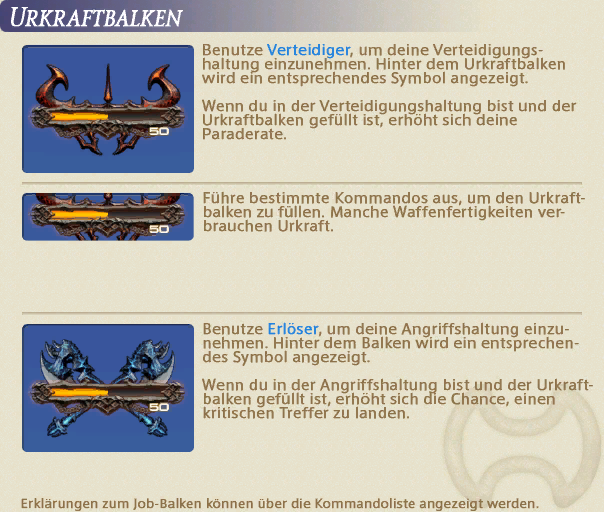 URKRAFTBALKEN
Benutze Verteidiger, um deine Verteidigungs-
haltung einzunehmen. Hinter dem Urkraftbalken
wird ein entsprechendes Symbol angezeigt.
Wenn du in der Verteidigungshaltung bist und der
Urkraftbalken gefüllt ist, erhöht sich deine
Paraderate.
50
Führe bestimmte Kommandos aus, um den Urkraft-
balken zu füllen. Manche Waffenfertigkeiten ver-
brauchen Urkraft.
50
Benutze Erlöser, um deine Angriffshaltung einzu-
nehmen. Hinter dem Balken wird ein entsprechen-
des Symbol angezeigt.
Wenn du in der Angriffshaltung bist und der Urkraft-
balken gefüllt ist, erhöht sich die Chance, einen
kritischen Treffer zu landen.
50
Erklärungen zum Job-Balken können über die Kommandoliste angezeigt werden.